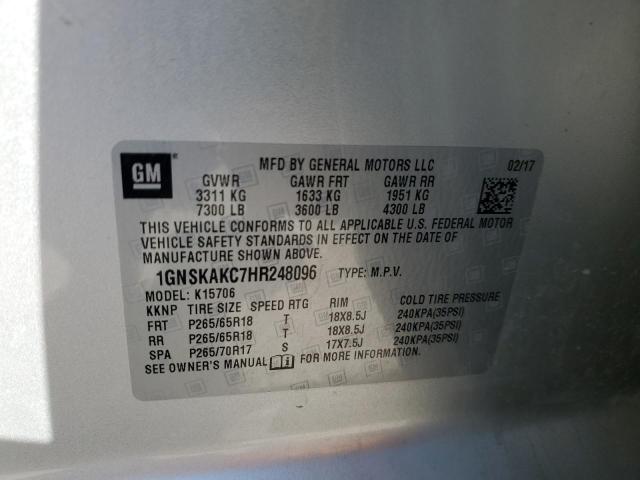 GM
MFD BY GENERAL MOTORS LLC 02/17
GVWR GAWR FRT GAWR RR
3311 KG 1633 KG 1951 KG
7300 LB 3600 LB 4300 LB
THIS VEHICLE CONFORMS TO ALL APPLICABLE U.S. FEDERAL MOTOR
VEHICLE SAFETY STANDARDS IN EFFECT ON THE DATE OF
MANUFACTURE SHOWN ABOVE.
1GNSKAKC7HR248096 TYPE: M.P.V.
MODEL: K15706
KKNP TIRE SIZE SPEED RTG RIM COLD TIRE PRESSURE
FRT P265/65R18 T 18X8.5J 240KPA(35PSI)
RR P265/65R18 T 18X8.5J 240KPA(35PSI)
SPA P265/70R17 S 17X7.5J 240KPA(35PSI)
SEE OWNER'S MANUAL FOR MORE INFORMATION.